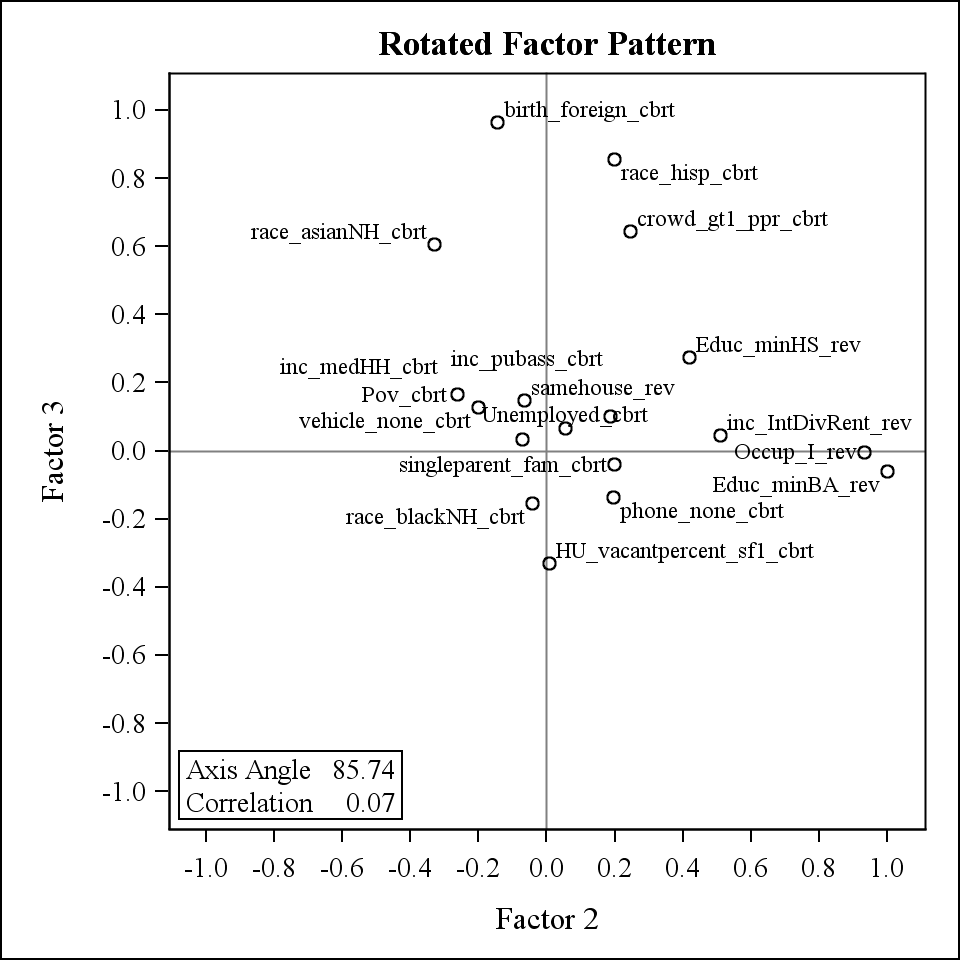 Rotated Factor Pattern
birth_foreign_cbrt
race_hisp_cbrt
crowd_gt1_ppr_cbrt
race_asianNH_cbrt
Educ_minHS_rev
inc_medHH_cbrt
inc_pubass_cbrt
Pov_cbrt
samehouse_rev
vehicle_none_cbrt
Unemployed_cbrt
inc_IntDivRent_rev
Occup_I_rev
singleparent_fam_cbrt
Educ_minBA_rev
race_blackNH_cbrt
phone_none_cbrt
HU_vacantpercent_sf1_cbrt
1.0
0.8
0.6
0.4
0.2
0.0
-0.2
-0.4
-0.6
-0.8
-1.0
Factor 3
Axis Angle 85.74
Correlation 0.07
-1.0 -0.8 -0.6 -0.4 -0.2 0.0 0.2 0.4 0.6 0.8 1.0
Factor 2